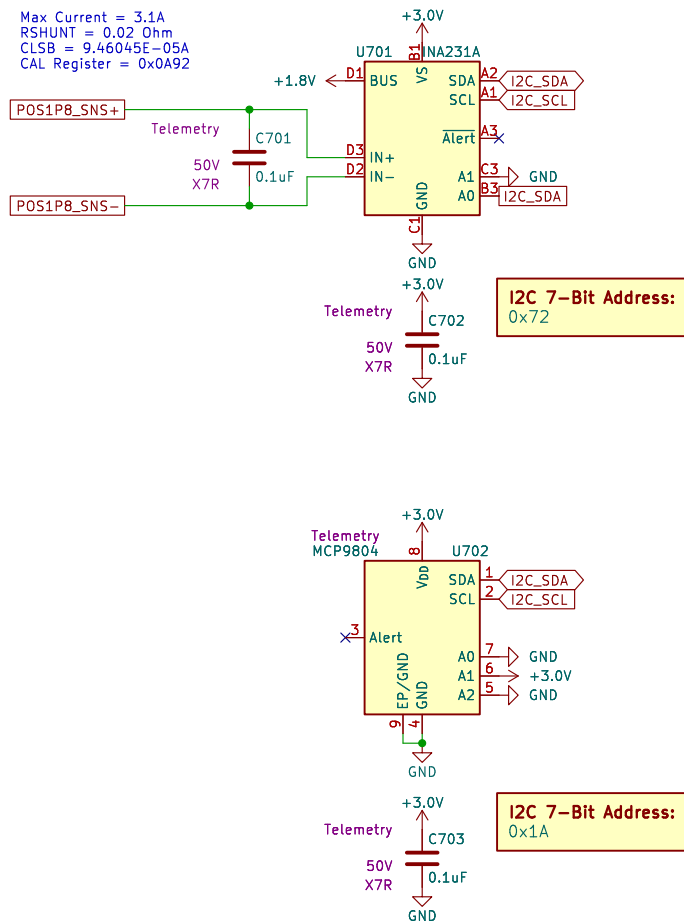 Max Current = 3.1A
RSHUNT = 0.02 Ohm
CLSB = 9.46045E-05A
CAL Register = 0x0A92
+3.0V
U701
INA231A
B1
VS
+1.8V
D1
BUS
SDA
A2
I2C_SDA
SCL
A1
I2C_SCL
POS1P8_SNS+
Telemetry
C701
50V
0.1uF
X7R
Alert
A3
D3
IN+
D2
IN-
A1
C3
GND
A0
B3
I2C_SDA
POS1P8_SNS-
GND
C1
GND
+3.0V
Telemetry
C702
50V
0.1uF
X7R
GND
I2C 7-Bit Address:
0x72
+3.0V
Telemetry
MCP9804
U702
8
VDD
SDA
1
I2C_SDA
SCL
2
I2C_SCL
3
Alert
A0
7
GND
A1
6
+3.0V
A2
5
GND
EP/GND
GND
9
4
GND
+3.0V
Telemetry
C703
50V
0.1uF
X7R
GND
I2C 7-Bit Address:
0x1A